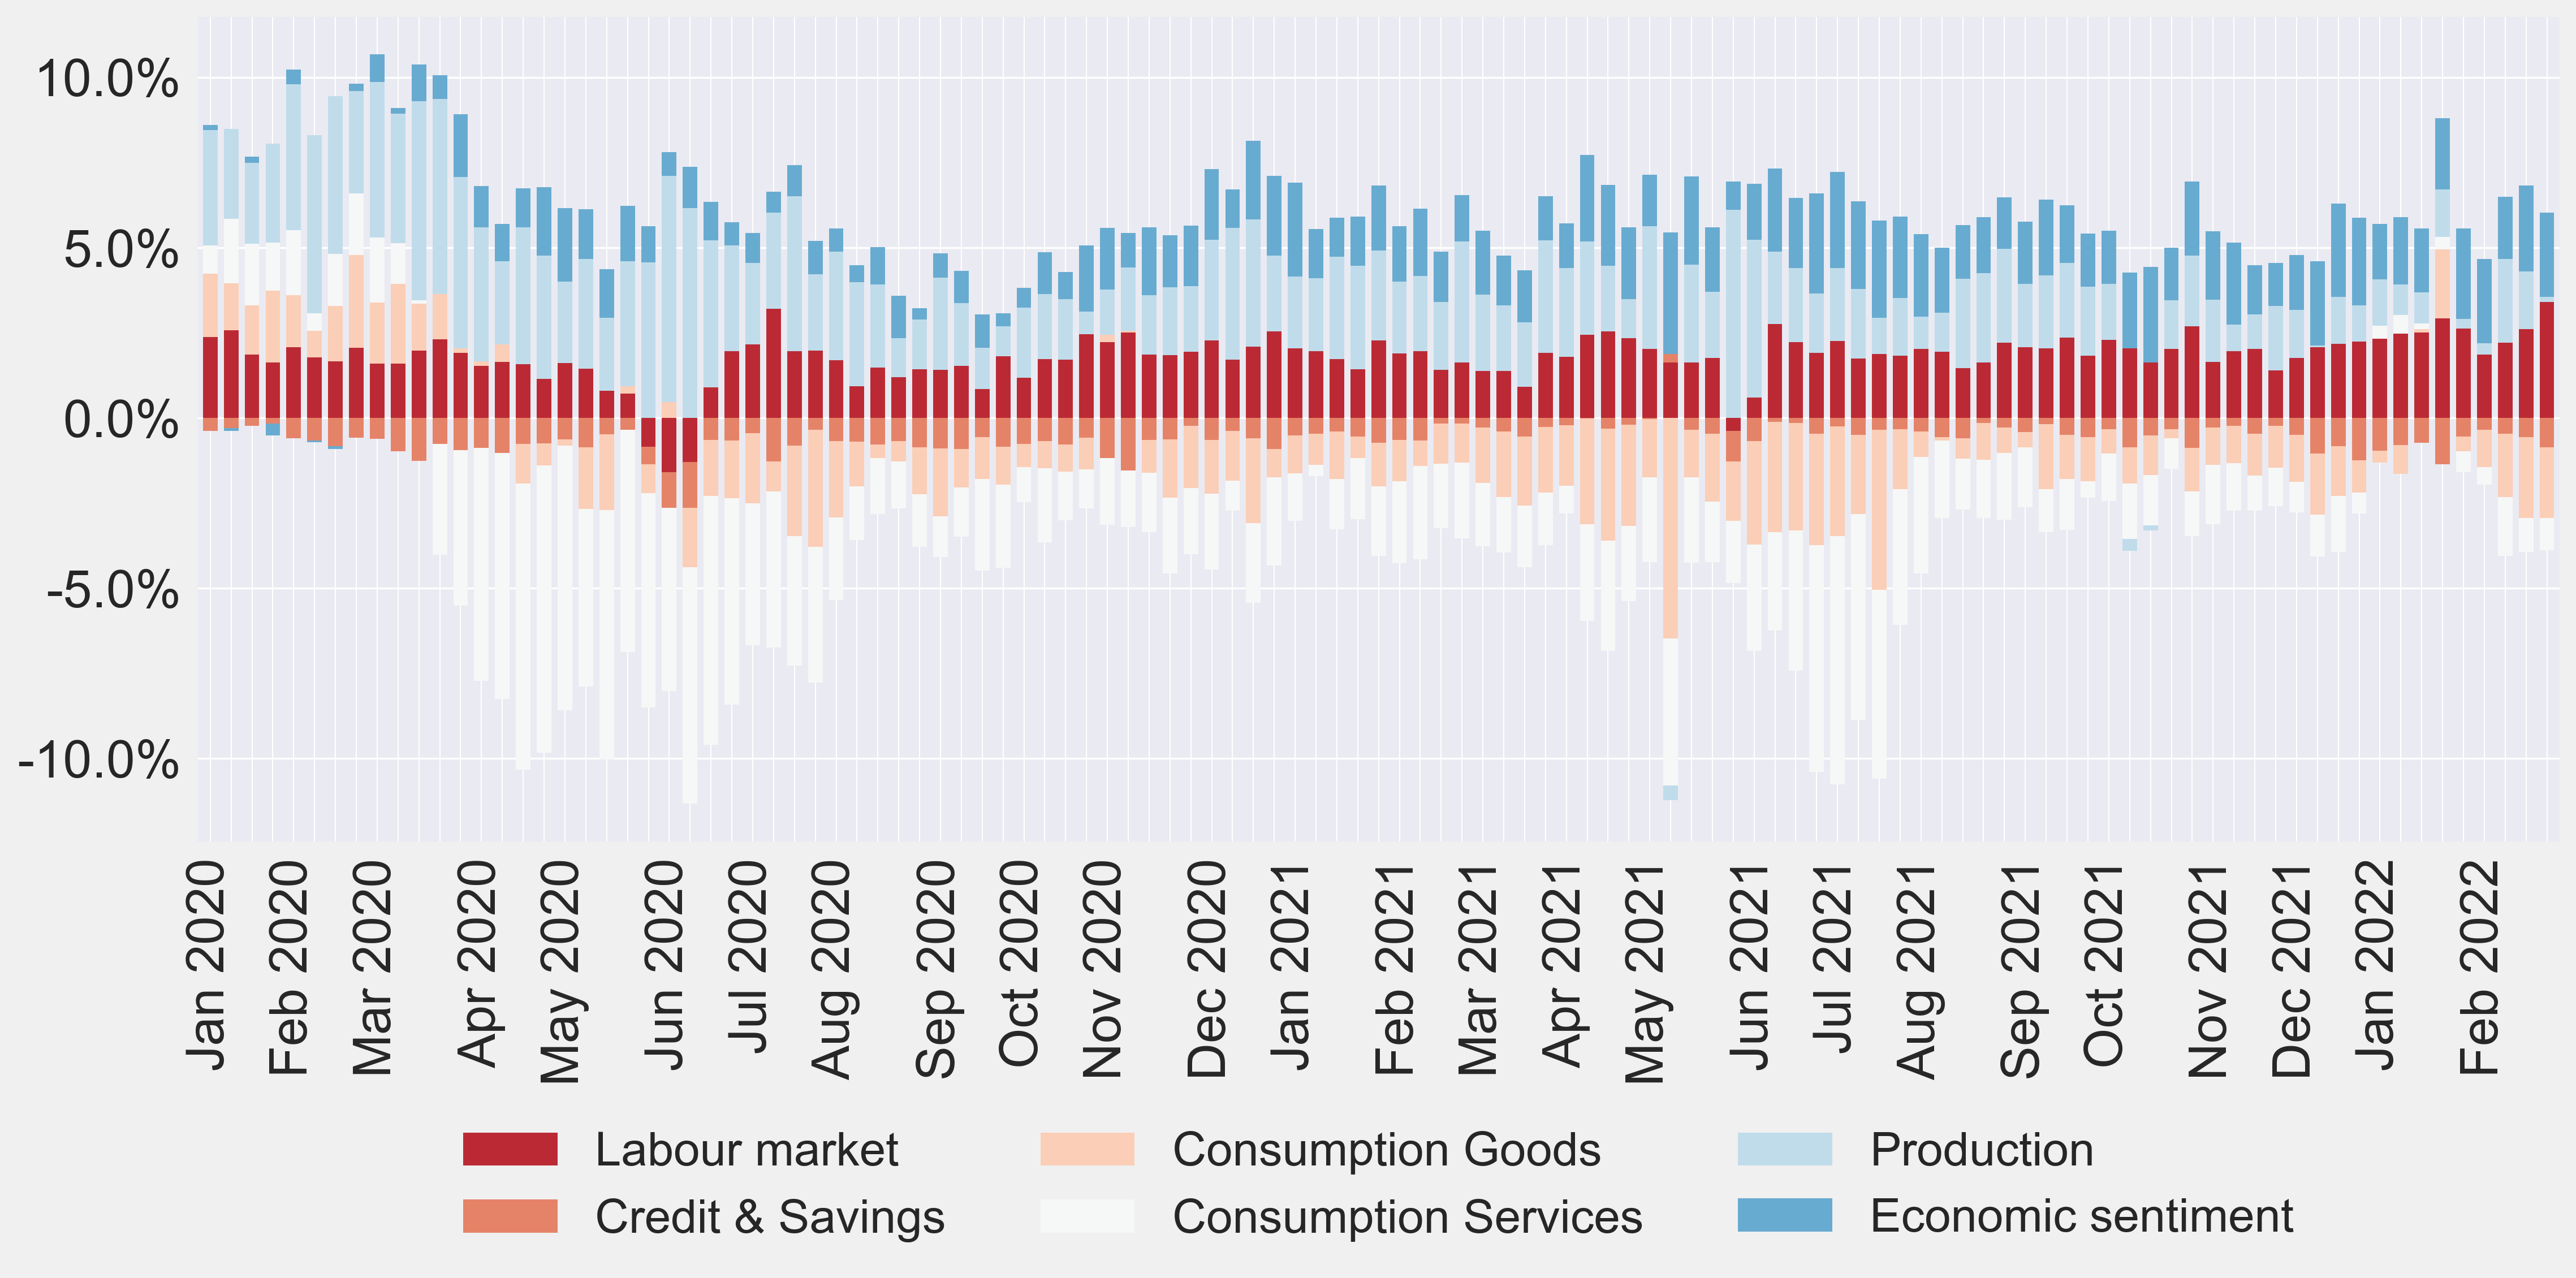 10.0%
5.0%
0.0%
-5.0%
-10.0%
Jan 2020
Feb 2020
Mar 2020
Apr 2020
May 2020
Jun 2020
Jul 2020
Aug 2020
Sep 2020
Oct 2020
Nov 2020
Dec 2020
Jan 2021
Feb 2021
Mar 2021
Apr 2021
May 2021
Jun 2021
Jul 2021
Aug 2021
Sep 2021
Oct 2021
Nov 2021
Dec 2021
Jan 2022
Feb 2022
Labour market
Consumption Goods
Production
Credit & Savings
Consumption Services
Economic sentiment